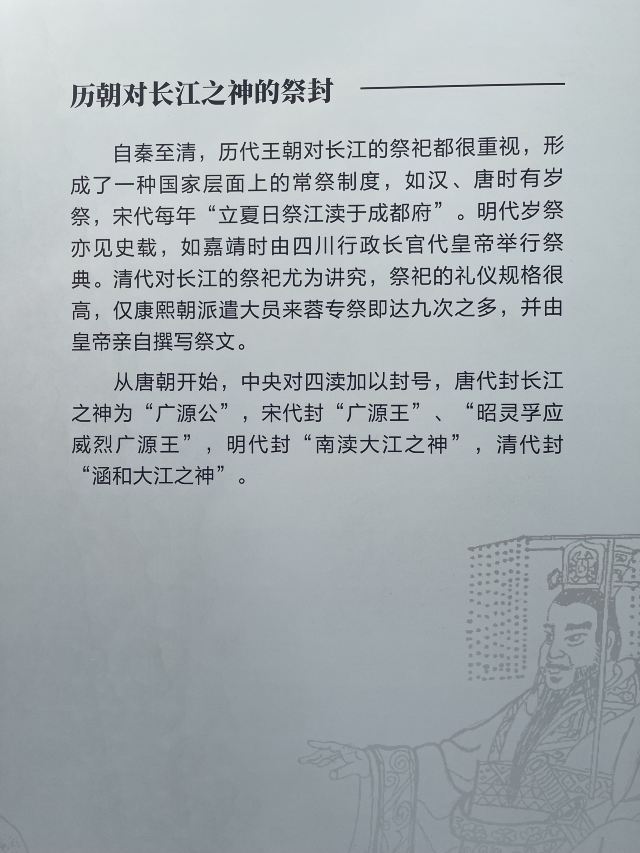 历朝对长江之神的祭封
自秦至清，历代王朝对长江的祭祀都很重视，形
成了一种国家层面上的常祭制度，如汉、唐时有岁
祭，宋代每年“立夏日祭江渎于成都府”。明代岁祭
亦见史载，如嘉靖时由四川行政长官代皇帝举行祭
典。清代对长江的祭祀尤为讲究，祭祀的礼仪规格很
高，仅康熙朝派遣大员来蓉专祭即达九次之多，并由
皇帝亲自撰写祭文。
从唐朝开始，中央对四渎加以封号，唐代封长江
之神为“广源公”，宋代封“广源王”、“昭灵孚应
威烈广源王”，明代封“南渎大江之神”，清代封
“涵和大江之神”。